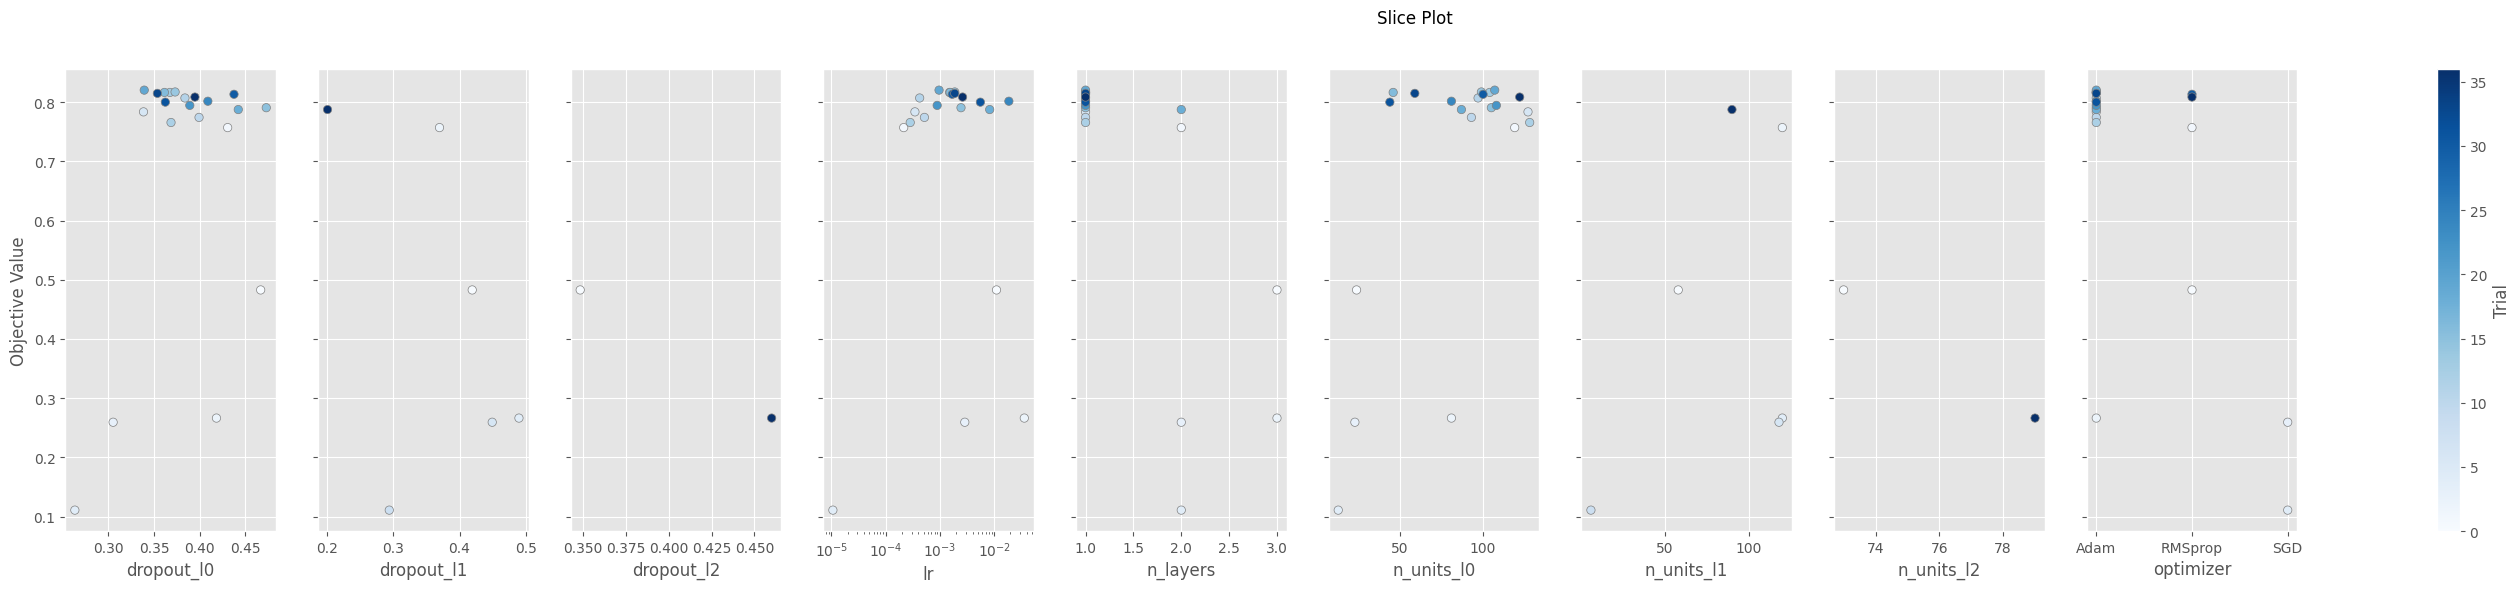 Slice Plot
Objective Value
0.8
0.7
0.6
0.5
0.4
0.3
0.2
0.1
0.30 0.35 0.40 0.45
dropout_l0
0.2 0.3 0.4 0.5
dropout_l1
0.350 0.375 0.400 0.425 0.450
dropout_l2
10⁻⁵ 10⁻⁴ 10⁻³ 10⁻²
lr
1.0 1.5 2.0 2.5 3.0
n_layers
50 100
n_units_l0
50 100
n_units_l1
74 76 78
n_units_l2
Adam RMSprop SGD
optimizer
35
30
25
20
15
10
5
0
Trial